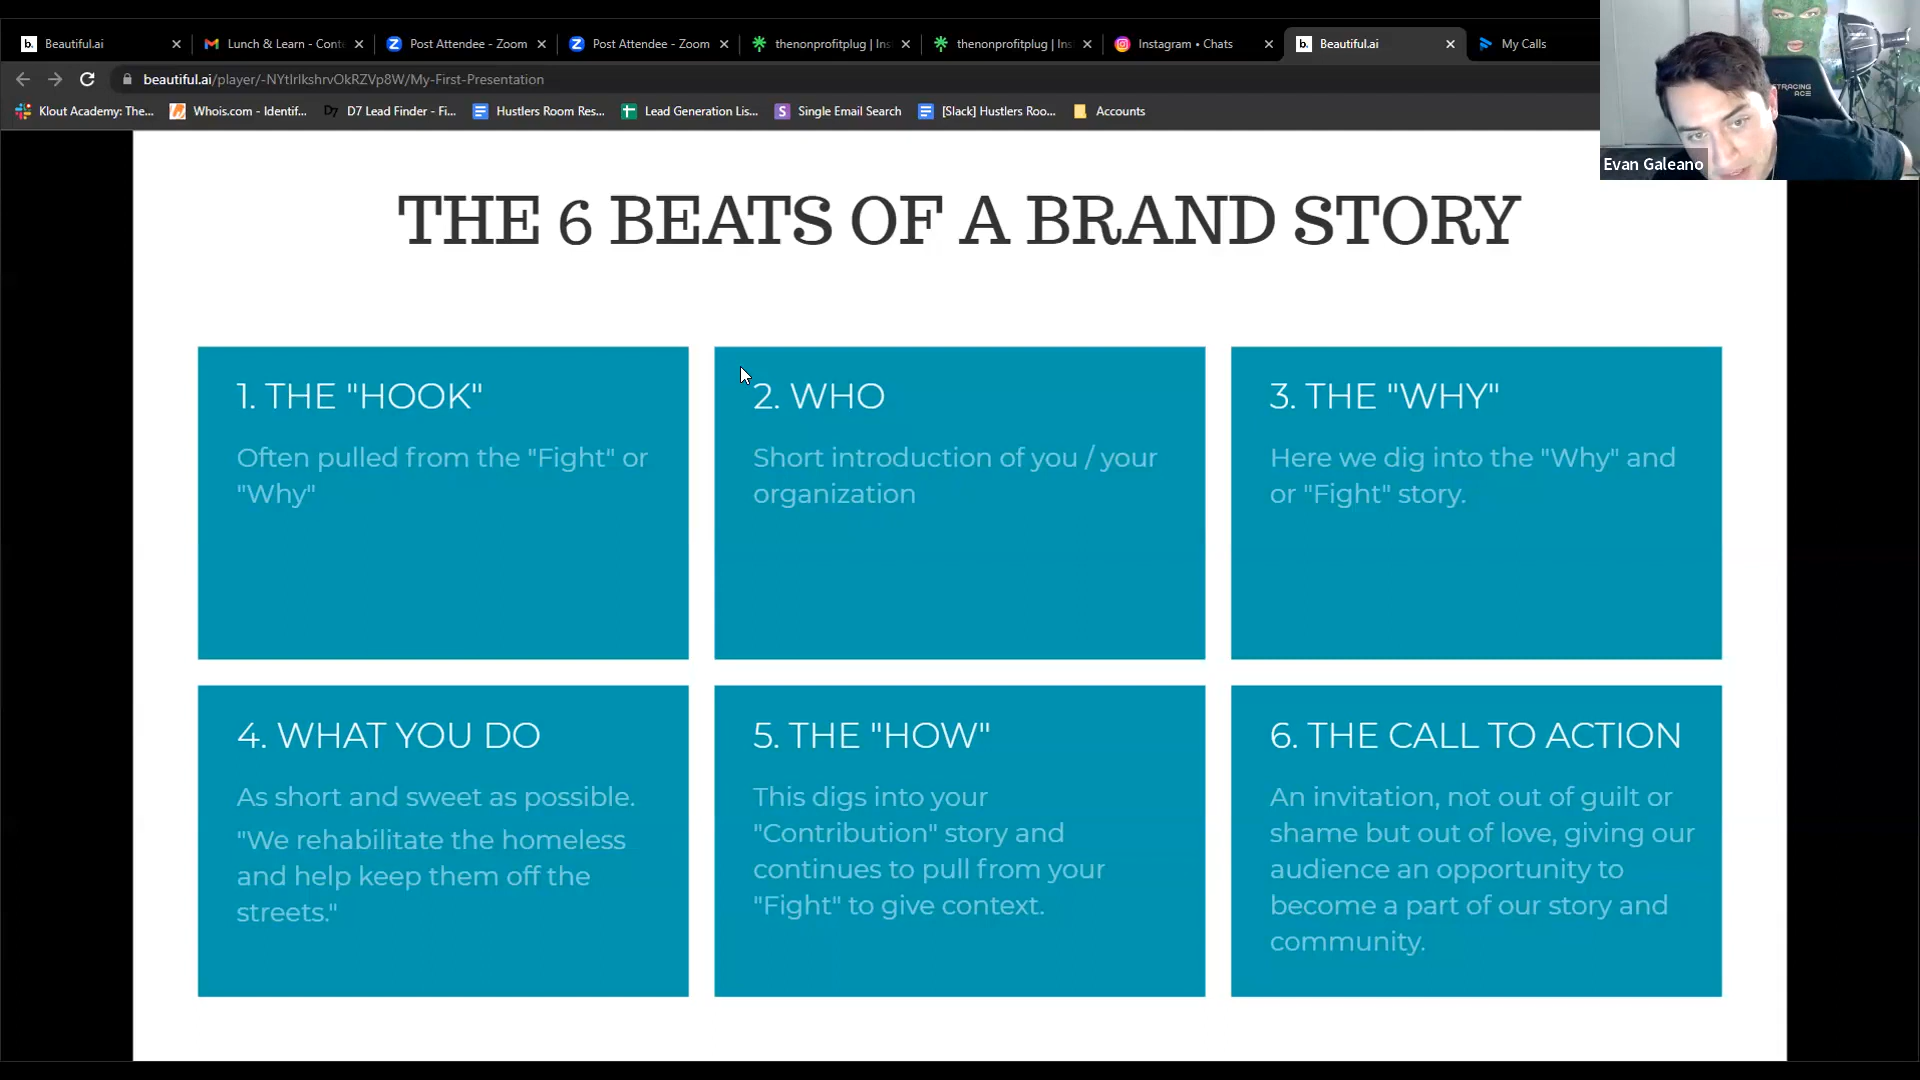 Beautiful.ai
Lunch & Learn - Conte
Post Attendee - Zoom
Post Attendee - Zoom
thenonprofitplug | Ins
thenonprofitplug | Inst
Instagram • Chats
Beautiful.ai
My Calls
beautiful.ai/player/-NYtlrlkshrvOkRZVp8W/My-First-Presentation
Klout Academy: The...
Whois.com - Identif...
D7 Lead Finder - Fi...
Hustlers Room Res...
Lead Generation Lis...
Single Email Search
[Slack] Hustlers Roo...
Accounts
Evan Galeano
THE 6 BEATS OF A BRAND STORY
1. THE "HOOK"
Often pulled from the "Fight" or
"Why"
2. WHO
Short introduction of you / your
organization
3. THE "WHY"
Here we dig into the "Why" and
or "Fight" story.
4. WHAT YOU DO
As short and sweet as possible.
"We rehabilitate the homeless
and help keep them off the
streets."
5. THE "HOW"
This digs into your
"Contribution" story and
continues to pull from your
"Fight" to give context.
6. THE CALL TO ACTION
An invitation, not out of guilt or
shame but out of love, giving our
audience an opportunity to
become a part of our story and
community.